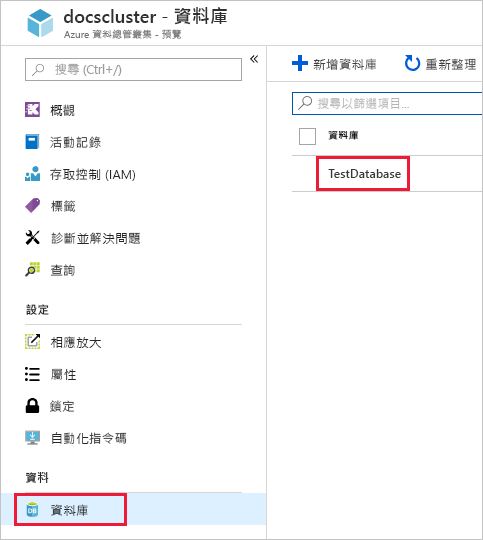 docscluster - 資料庫
Azure 資料總管叢集 - 預覽
搜尋 (Ctrl+/)
概觀
活動記錄
存取控制 (IAM)
標籤
診斷並解決問題
查詢
設定
相應放大
屬性
鎖定
自動化指令碼
資料
DB 資料庫
新增資料庫 重新整理
搜尋以篩選項目...
資料庫
TestDatabase